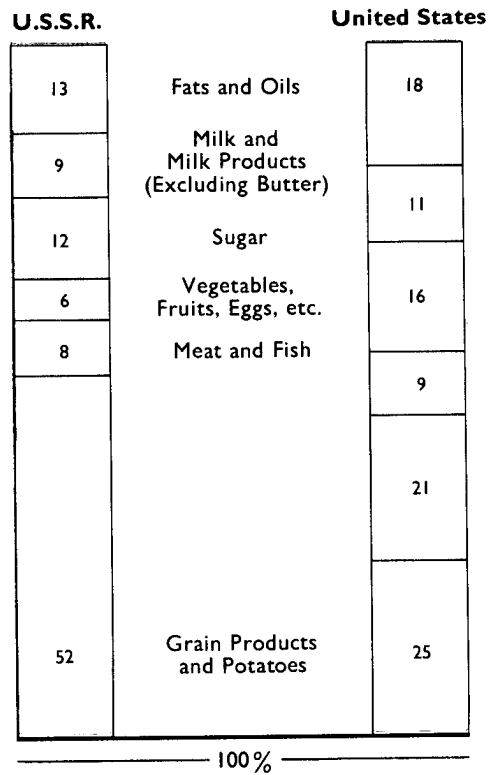 U.S.S.R. United States
13 Fats and Oils 18
Milk and
9 Milk Products
(Excluding Butter)
11
12 Sugar
6 Vegetables,
Fruits, Eggs, etc.
16
8 Meat and Fish
9
21
52 Grain Products
and Potatoes 25
100%